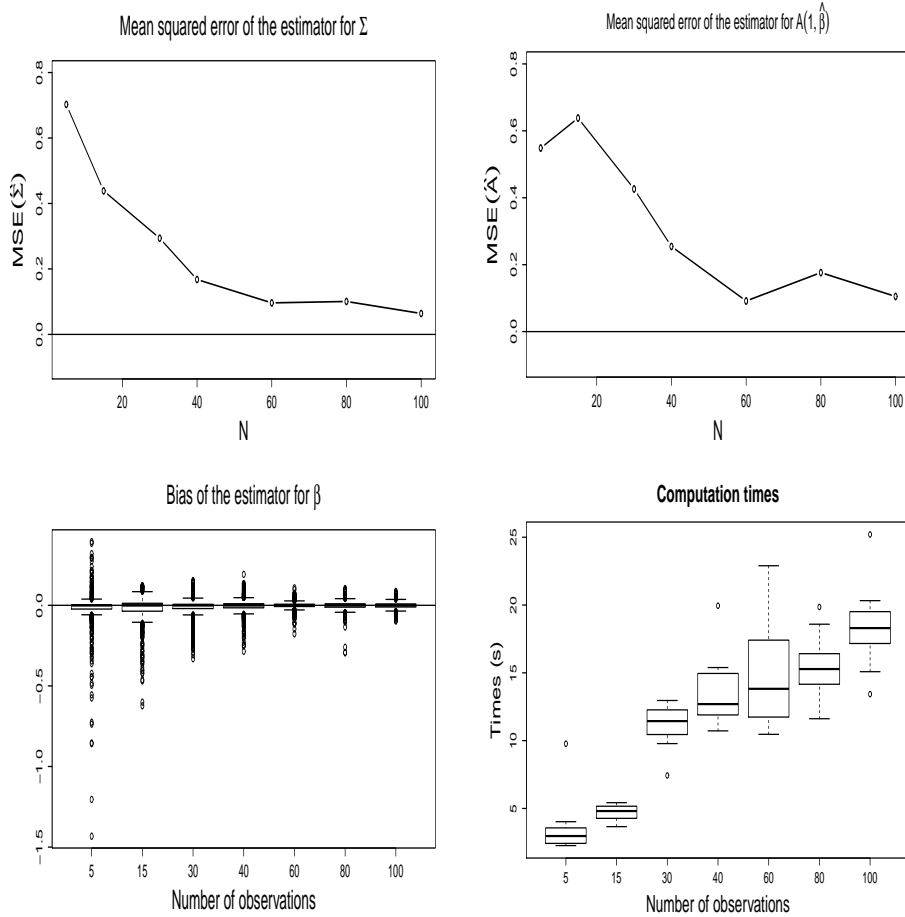 Mean squared error of the estimator for Σ
MSE(Σ̂)
0.8
0.6
0.4
0.2
0.0
20 40 60 80 100
N
Mean squared error of the estimator for A(1, β̂)
MSE(Â)
0.8
0.6
0.4
0.2
0.0
20 40 60 80 100
N
Bias of the estimator for β
0.0
−0.5
−1.0
−1.5
5 15 30 40 60 80 100
Number of observations
Computation times
Times (s)
25
20
15
10
5
5 15 30 40 60 80 100
Number of observations